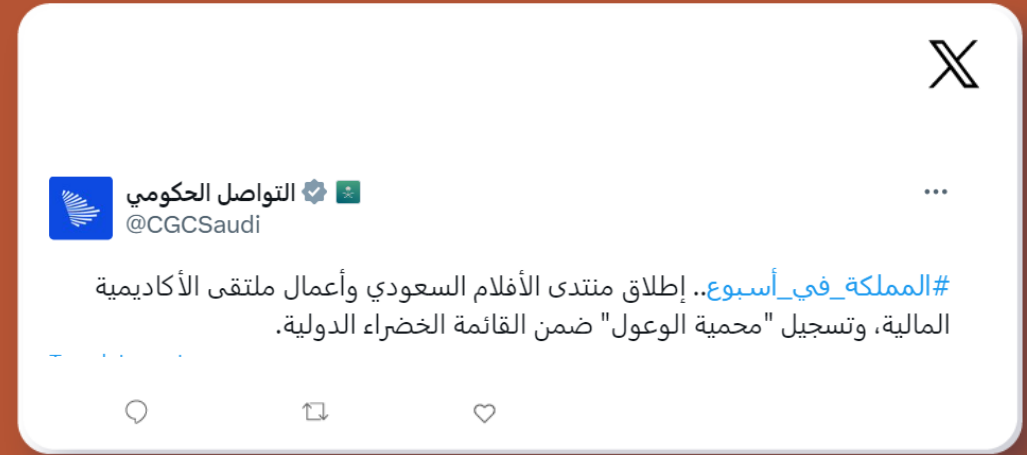 التواصل الحكومي
@CGCSaudi
#المملكة_في_أسبوع.. إطلاق منتدى الأفلام السعودي وأعمال ملتقى الأكاديمية
المالية، وتسجيل "محمية الوعول" ضمن القائمة الخضراء الدولية.